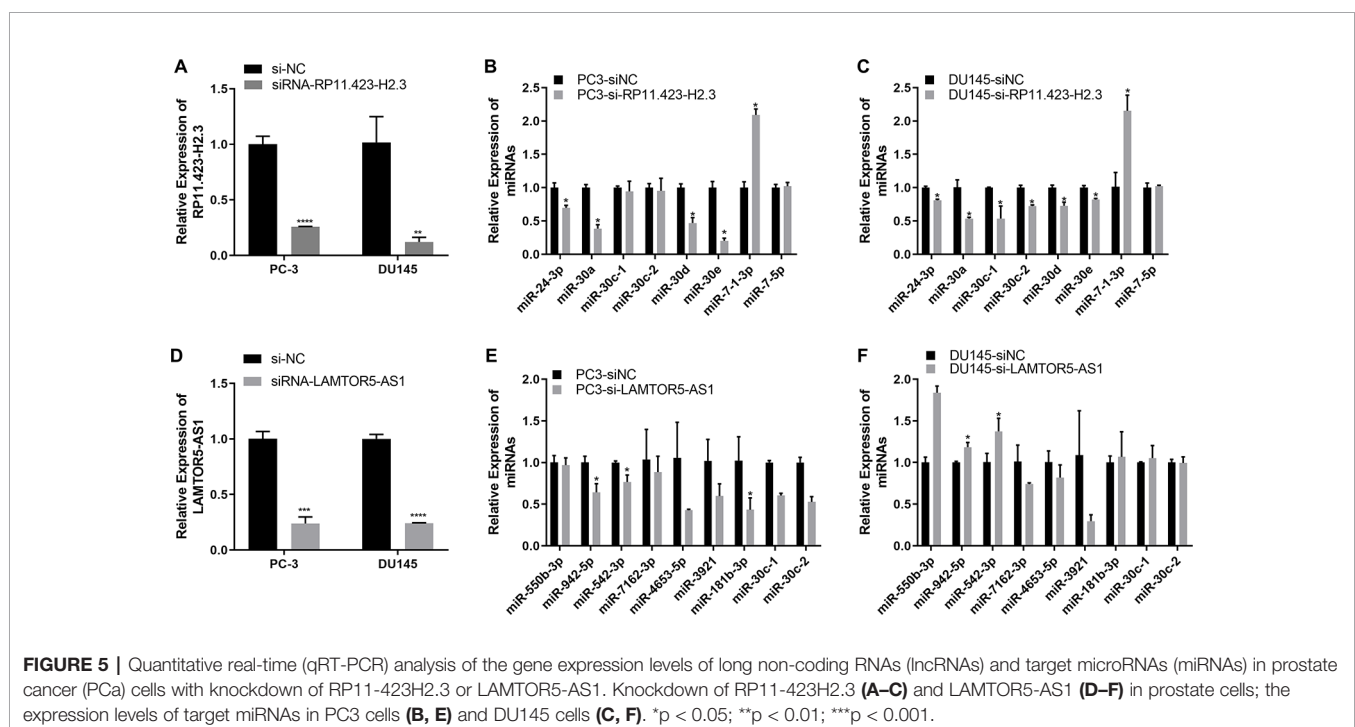 A
si-NC
siRNA-RP11.423-H2.3
Relative Expression of
RP11.423-H2.3
1.5
1.0
0.5
0.0
****
**
PC-3
DU145
B
PC3-siNC
PC3-si-RP11.423-H2.3
Relative Expression of
miRNAs
2.5
2.0
1.5
1.0
0.5
0.0
*
*
*
*
*
miR-24-3p
miR-30a
miR-30c-1
miR-30c-2
miR-30d
miR-30e
miR-7-1-3p
miR-7-5p
C
DU145-siNC
DU145-si-RP11.423-H2.3
Relative Expression of
miRNAs
2.5
2.0
1.5
1.0
0.5
0.0
*
*
*
*
*
*
*
miR-24-3p
miR-30a
miR-30c-1
miR-30c-2
miR-30d
miR-30e
miR-7-1-3p
miR-7-5p
D
si-NC
siRNA-LAMTOR5-AS1
Relative Expression of
LAMTOR5-AS1
1.5
1.0
0.5
0.0
***
****
PC-3
DU145
E
PC3-siNC
PC3-si-LAMTOR5-AS1
Relative Expression of
miRNAs
2.0
1.5
1.0
0.5
0.0
*
*
*
miR-550b-3p
miR-942-5p
miR-542-3p
miR-7162-3p
miR-4653-5p
miR-3921
miR-181b-3p
miR-30c-1
miR-30c-2
F
DU145-siNC
DU145-si-LAMTOR5-AS1
Relative Expression of
miRNAs
2.0
1.5
1.0
0.5
0.0
*
*
miR-550b-3p
miR-942-5p
miR-542-3p
miR-7162-3p
miR-4653-5p
miR-3921
miR-181b-3p
miR-30c-1
miR-30c-2
FIGURE 5 | Quantitative real-time (qRT-PCR) analysis of the gene expression levels of long non-coding RNAs (lncRNAs) and target microRNAs (miRNAs) in prostate
cancer (PCa) cells with knockdown of RP11-423H2.3 or LAMTOR5-AS1. Knockdown of RP11-423H2.3 (A–C) and LAMTOR5-AS1 (D–F) in prostate cells; the
expression levels of target miRNAs in PC3 cells (B, E) and DU145 cells (C, F). *p < 0.05; **p < 0.01; ***p < 0.001.